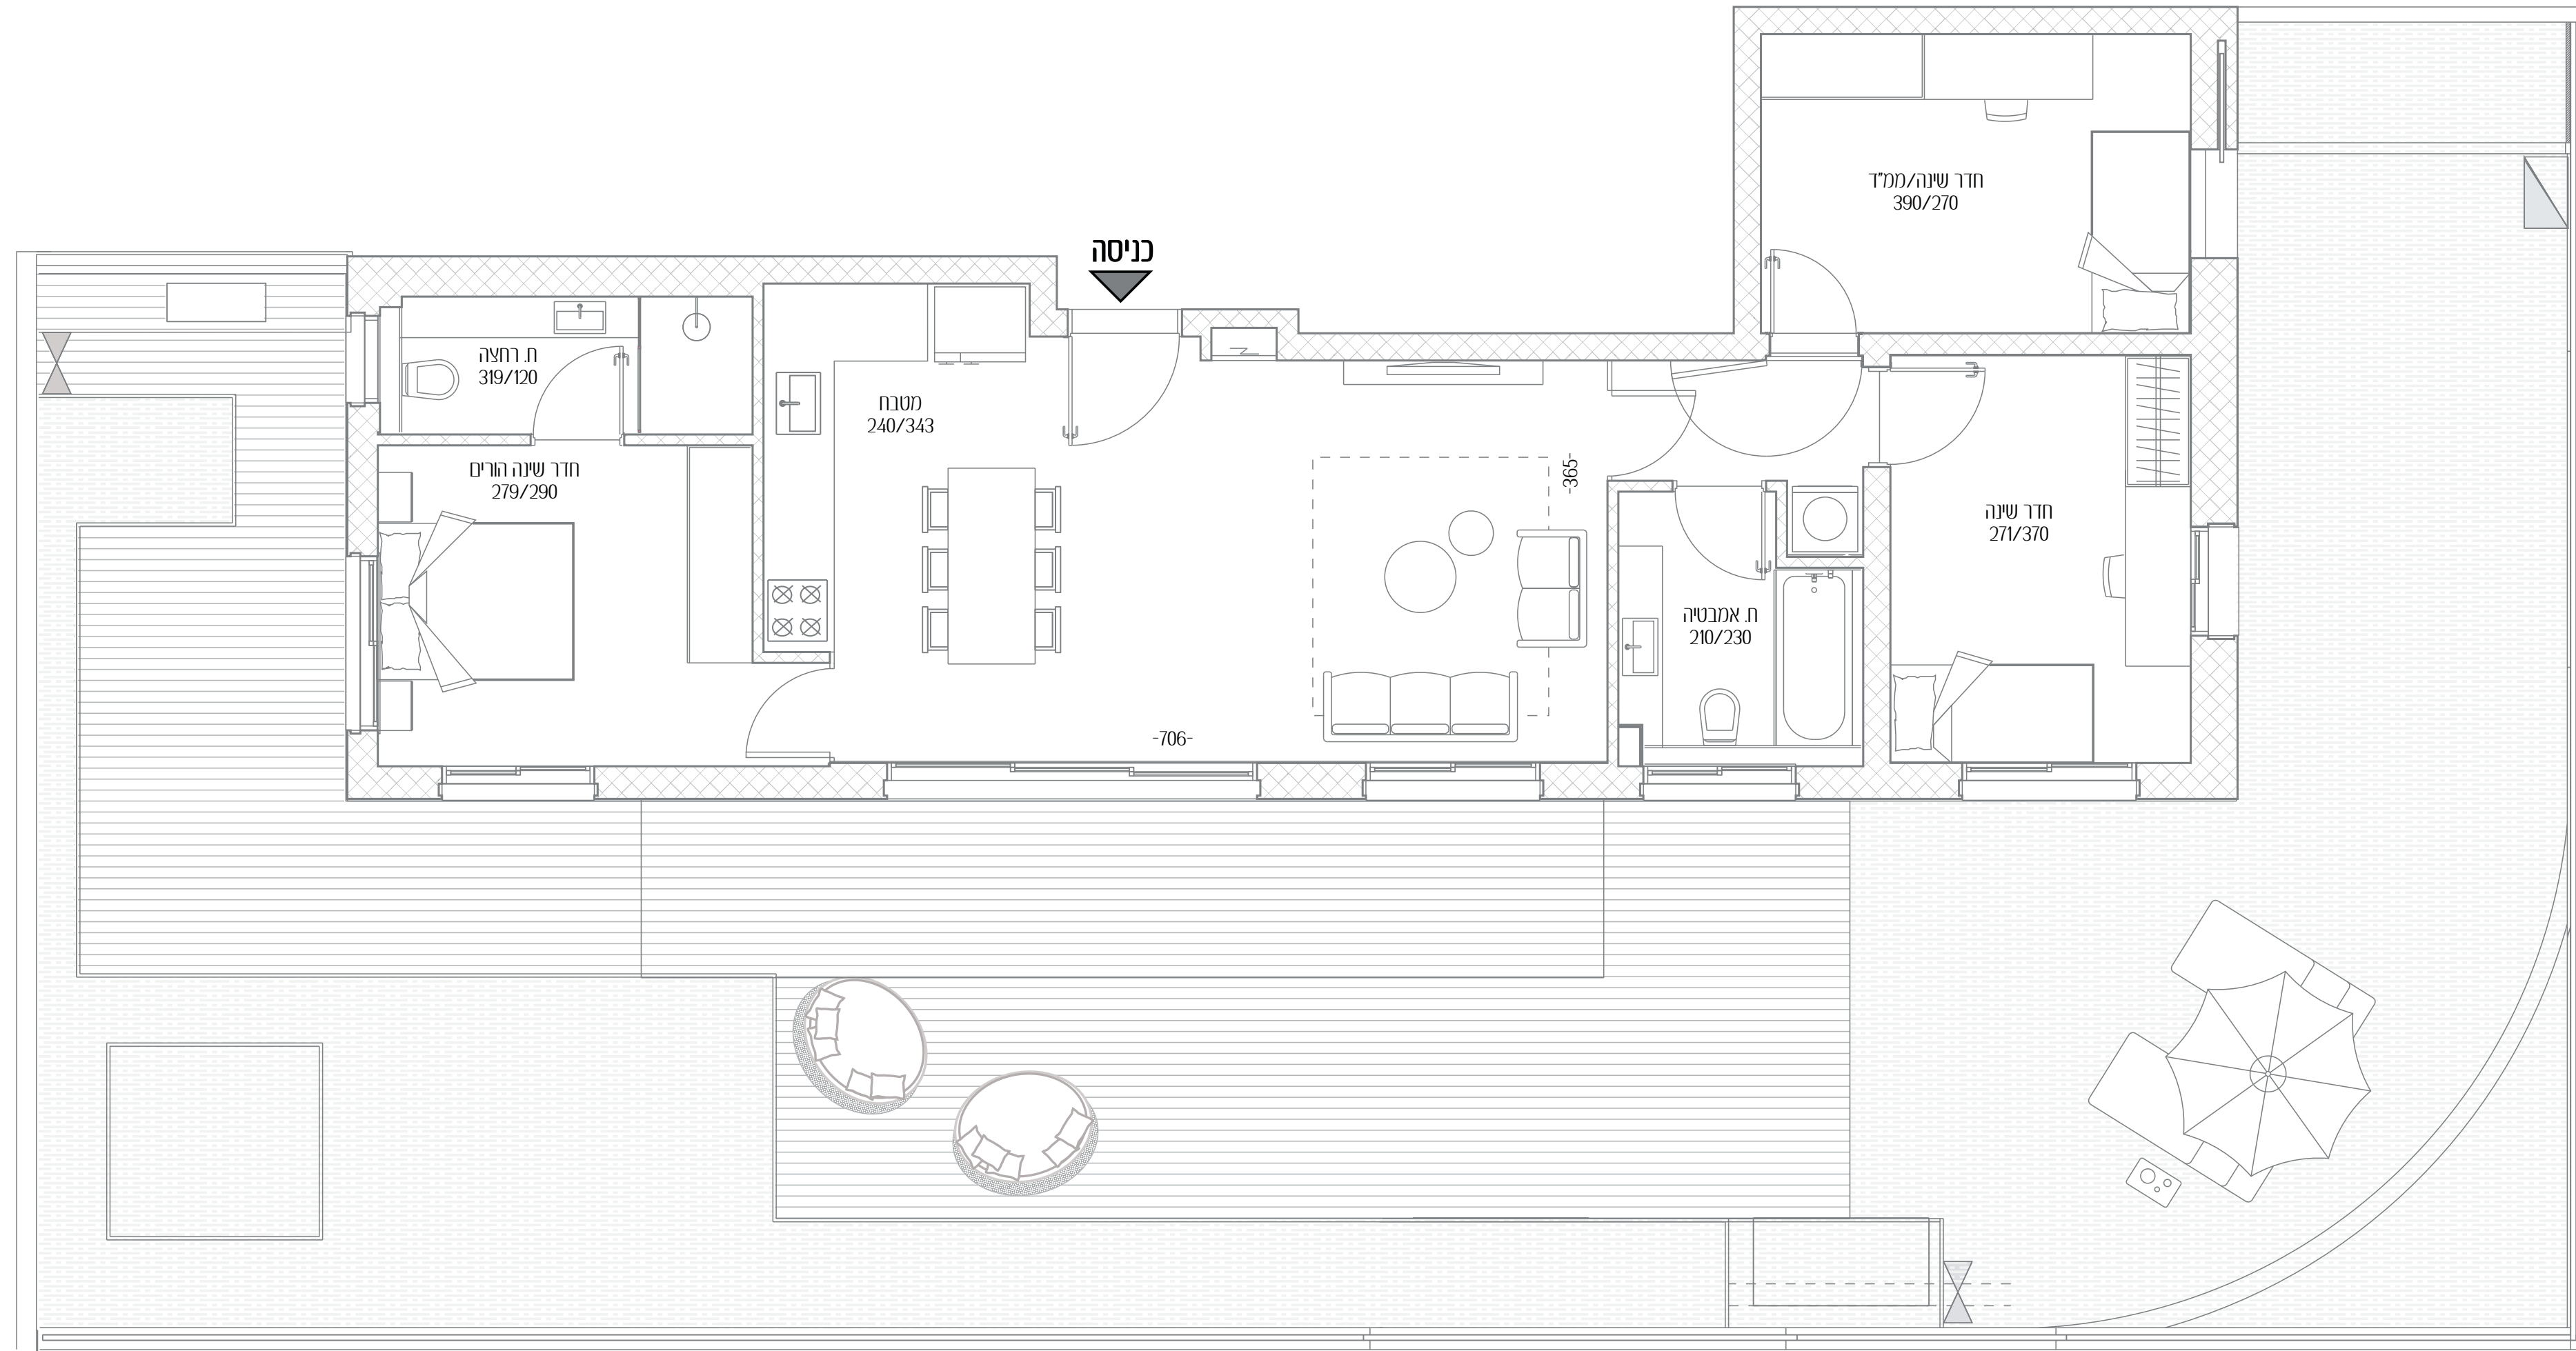 חדר שינה/ממ"ד
390/270
כניסה
ח. רחצה
319/120
מטבח
240/343
חדר שינה הורים
279/290
-365-
חדר שינה
271/370
ח. אמבטיה
210/230
-706-